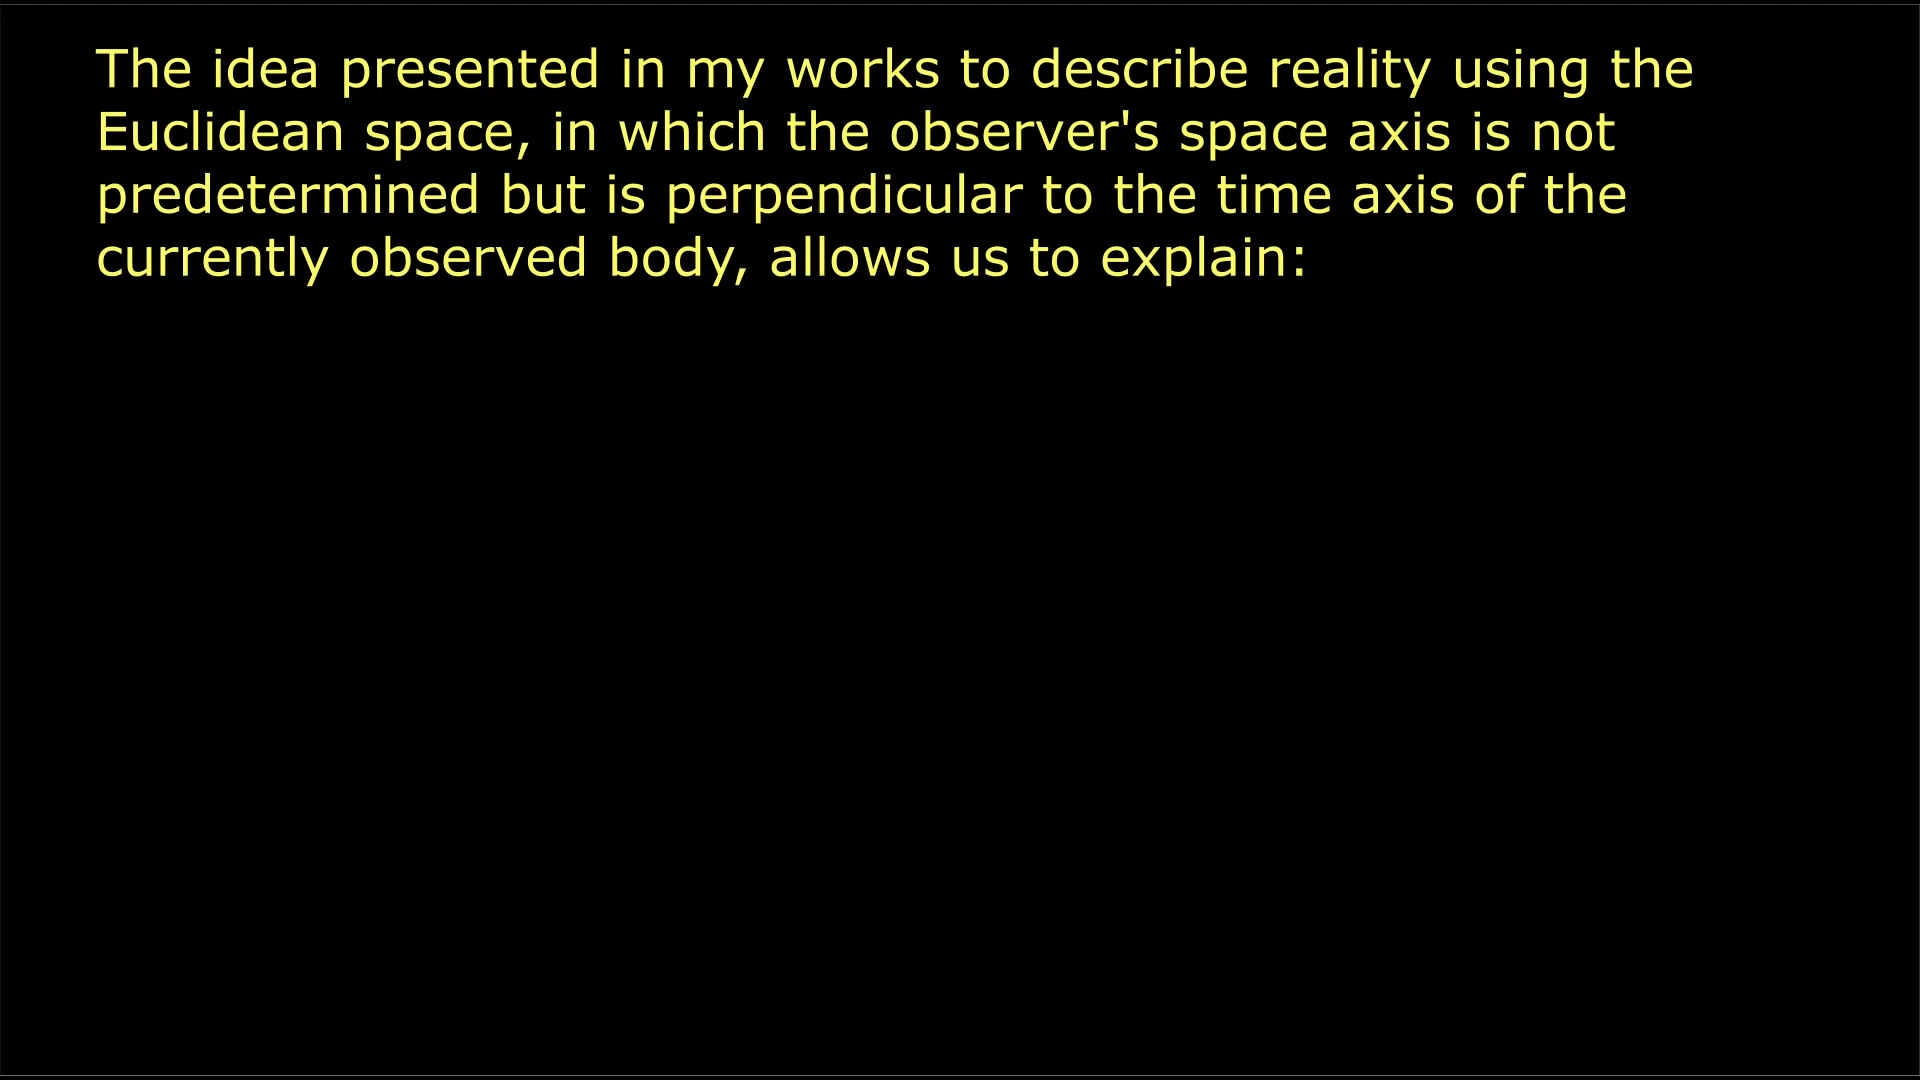 The idea presented in my works to describe reality using the
Euclidean space, in which the observer's space axis is not
predetermined but is perpendicular to the time axis of the
currently observed body, allows us to explain: